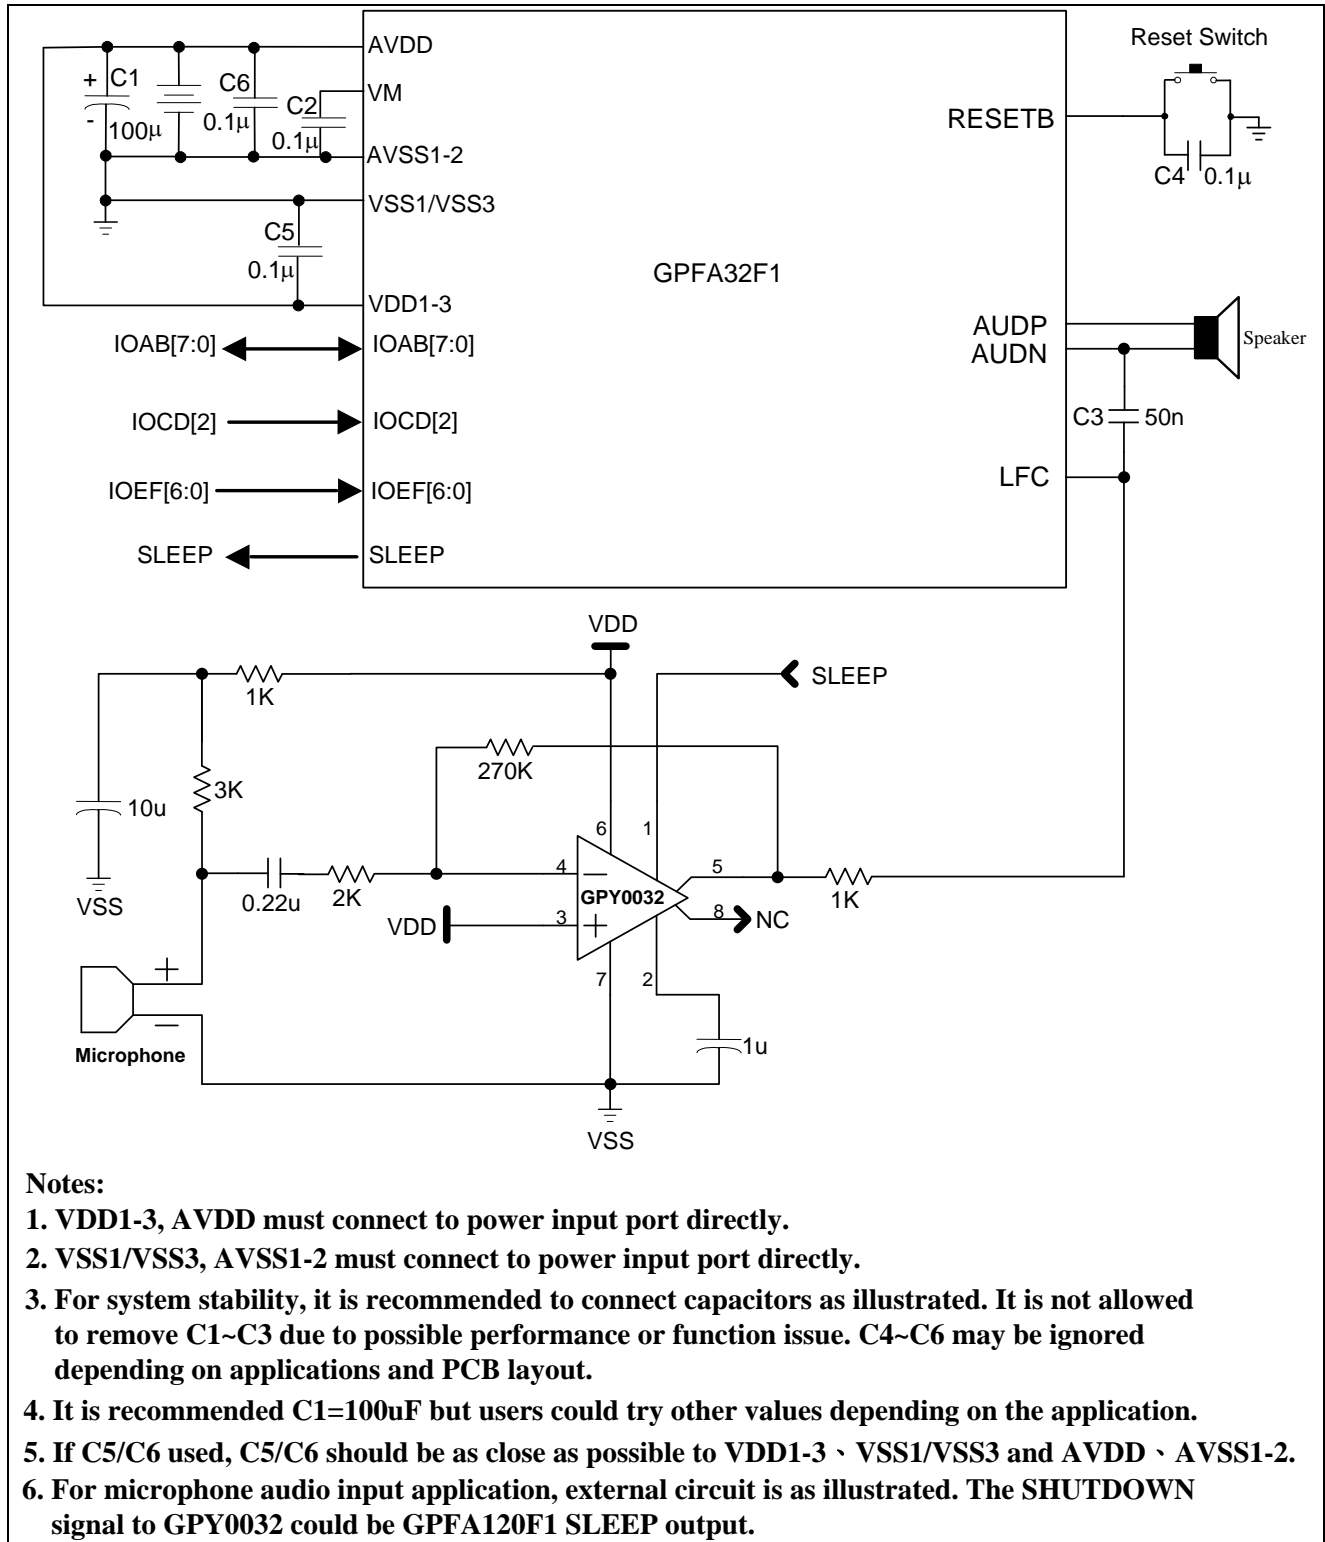 AVDD
Reset Switch
+ C1
C6
VM
C2
- 100μ
0.1μ
0.1μ
RESETB
AVSS1-2
C4 0.1μ
VSS1/VSS3
C5
0.1μ
GPFA32F1
VDD1-3
IOAB[7:0] IOAB[7:0]
AUDP
AUDN
Speaker
IOCD[2] IOCD[2]
C3 50n
LFC
IOEF[6:0] IOEF[6:0]
SLEEP SLEEP
VDD
SLEEP
1K
270K
3K
10u
6 1
4 5
VSS
0.22u 2K
GPY0032
1K
VDD 3
8 NC
7 2
1u
Microphone
VSS
Notes:
1. VDD1-3, AVDD must connect to power input port directly.
2. VSS1/VSS3, AVSS1-2 must connect to power input port directly.
3. For system stability, it is recommended to connect capacitors as illustrated. It is not allowed
to remove C1~C3 due to possible performance or function issue. C4~C6 may be ignored
depending on applications and PCB layout.
4. It is recommended C1=100uF but users could try other values depending on the application.
5. If C5/C6 used, C5/C6 should be as close as possible to VDD1-3、VSS1/VSS3 and AVDD、AVSS1-2.
6. For microphone audio input application, external circuit is as illustrated. The SHUTDOWN
signal to GPY0032 could be GPFA120F1 SLEEP output.